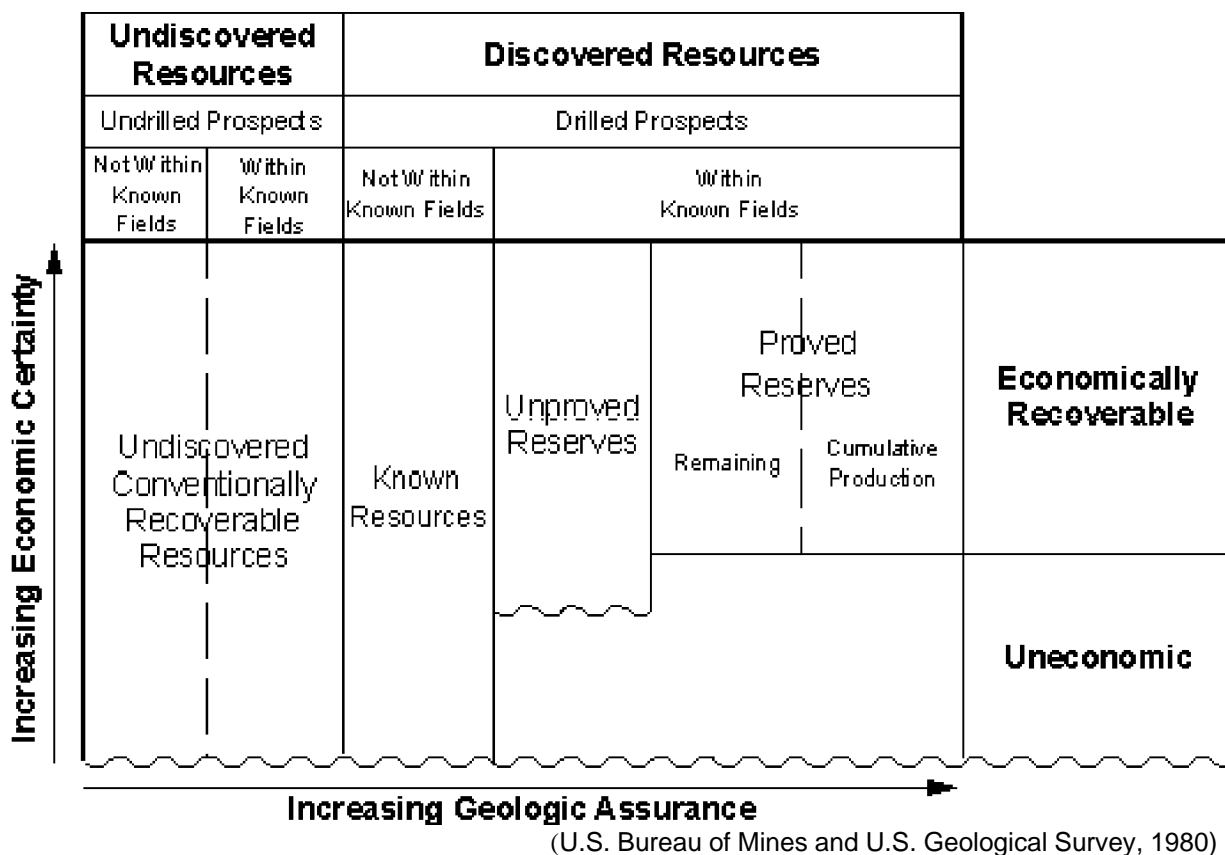 Undiscovered
Resources
Discovered Resources
Undrilled Prospects
Drilled Prospects
Not Within
Known
Fields
Within
Known
Fields
Not Within
Known Fields
Within
Known Fields
Increasing Economic Certainty
Undiscovered
Conventionally
Recoverable
Resources
Known
Resources
Unproved
Reserves
Proved
Reserves
Remaining
Cumulative
Production
Economically
Recoverable
Uneconomic
Increasing Geologic Assurance
(U.S. Bureau of Mines and U.S. Geological Survey, 1980)